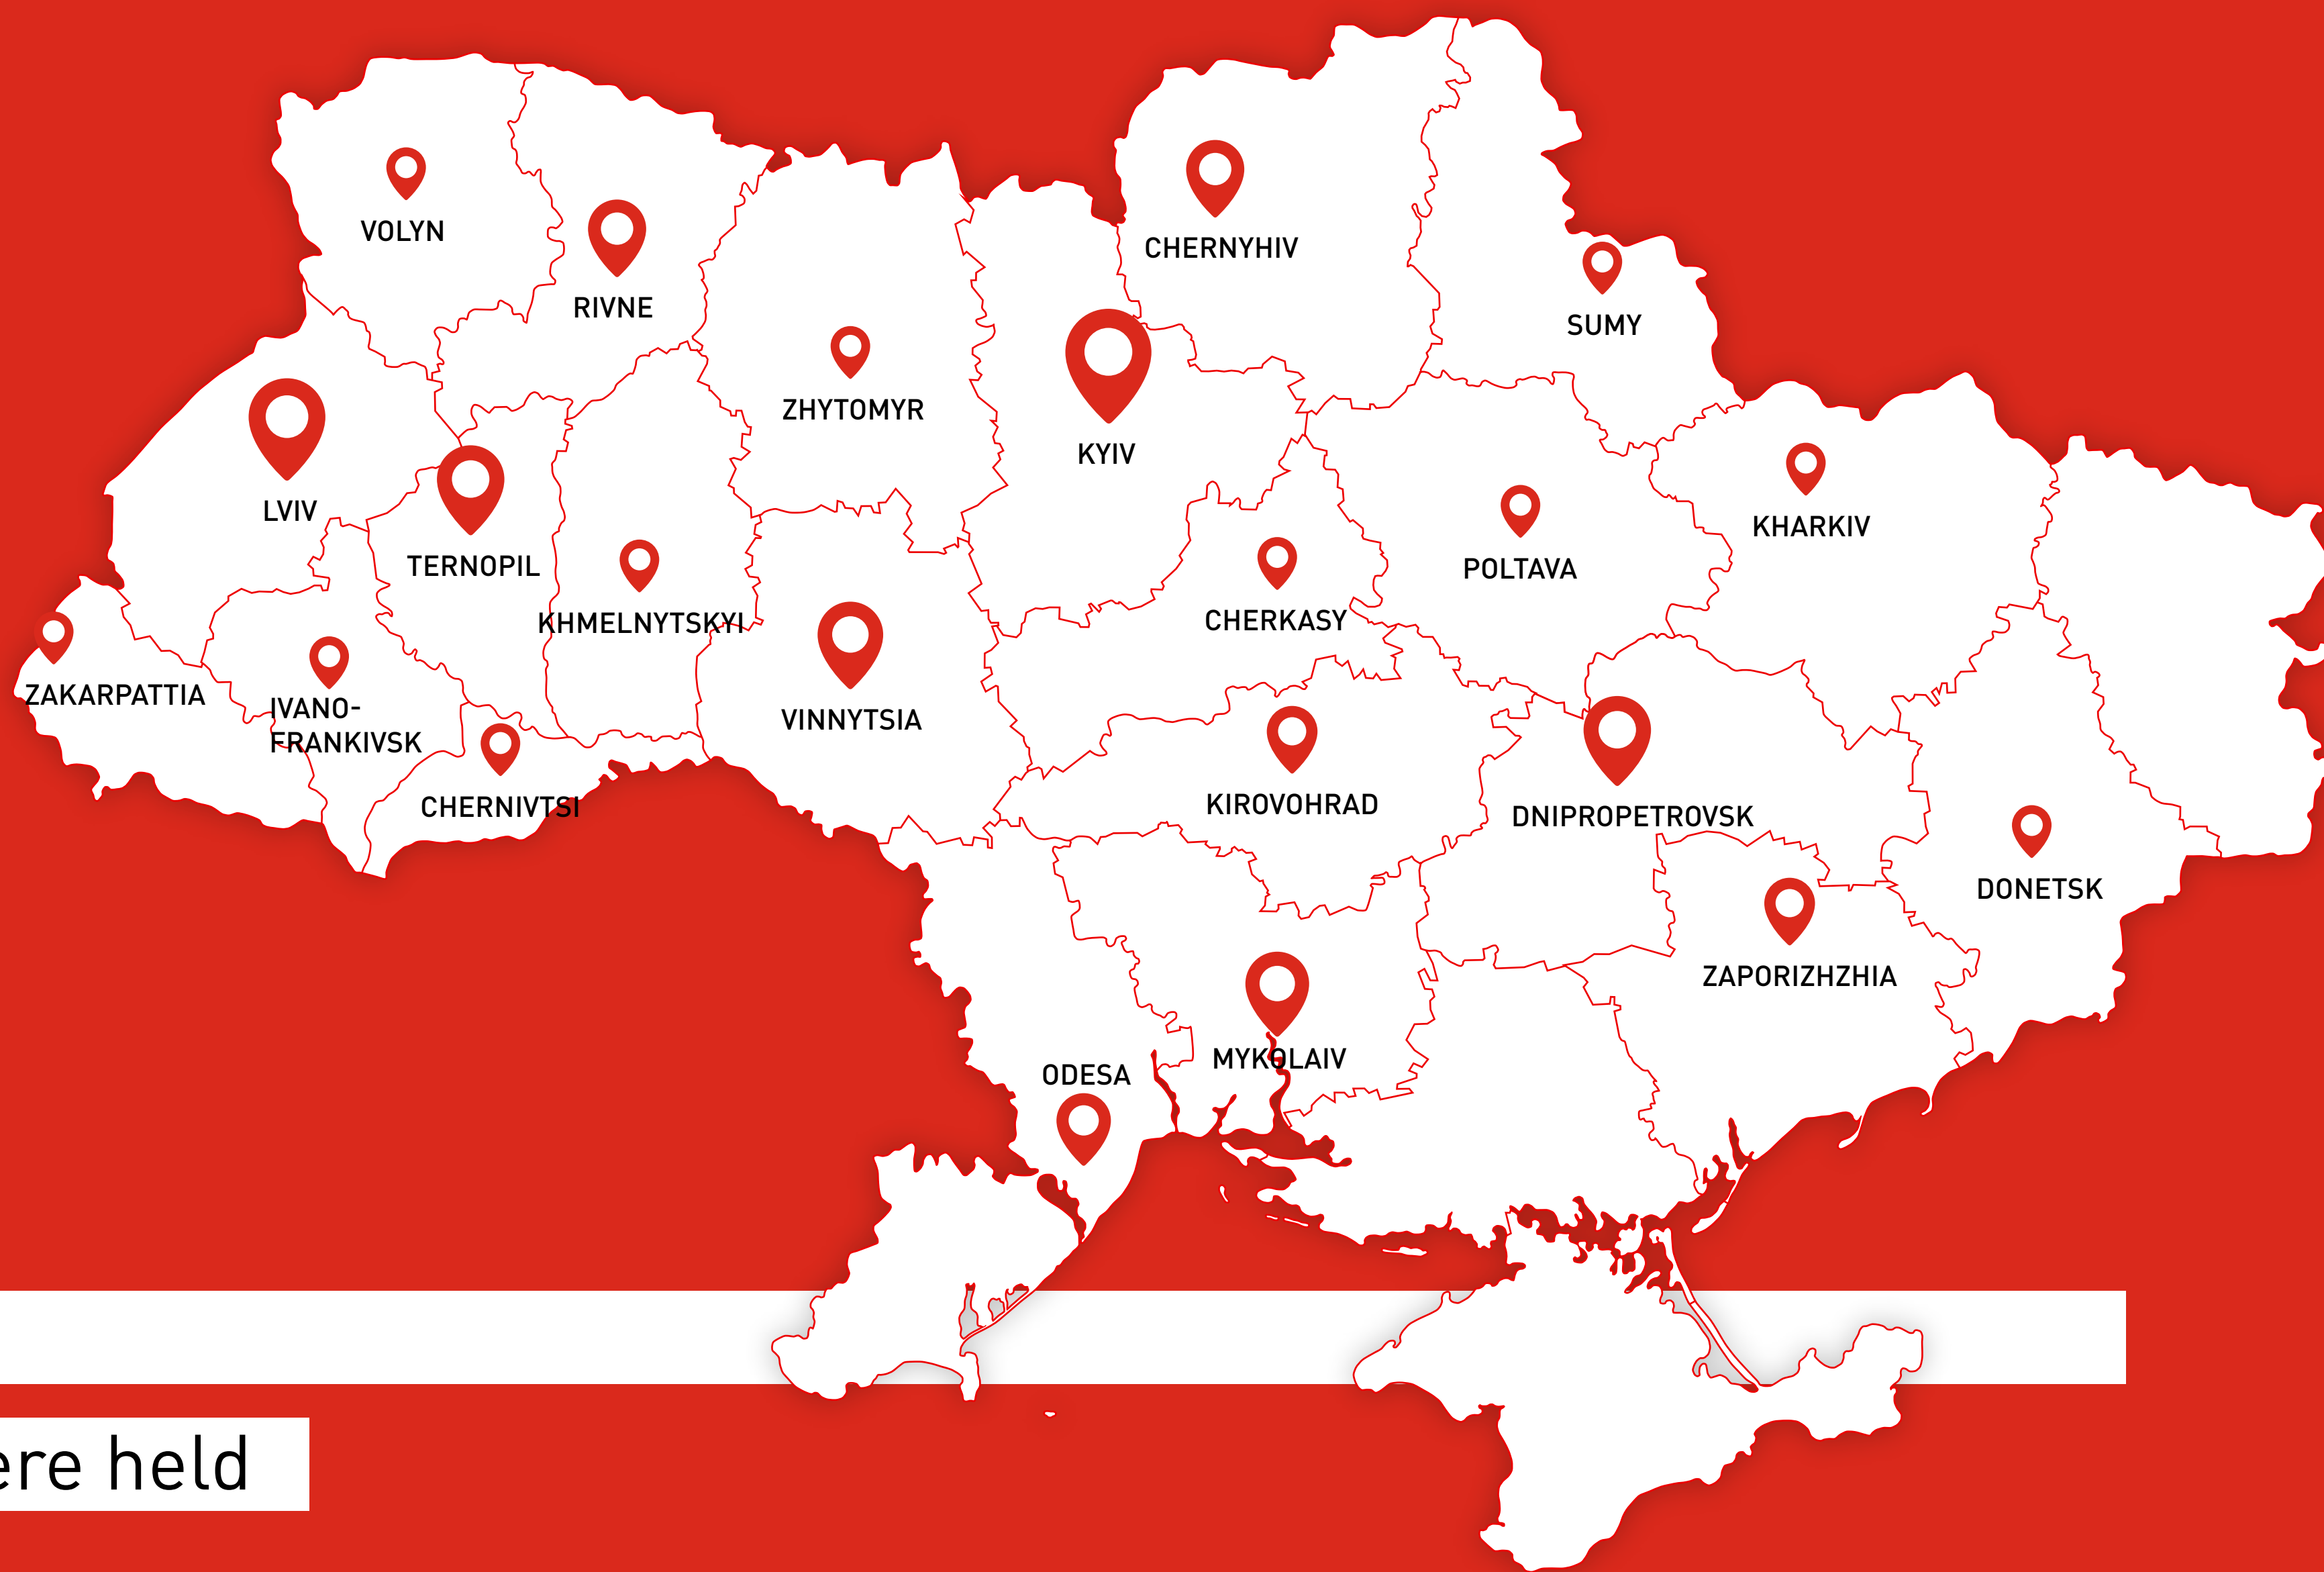 VOLYN
RIVNE
CHERNYHIV
SUMY
ZHYTOMYR
KYIV
LVIV
TERNOPIL
KHARKIV
POLTAVA
KHMELNYTSKYI
CHERKASY
ZAKARPATTIA
IVANO-
FRANKIVSK
VINNYTSIA
CHERNIVTSI
KIROVOHRAD
DNIPROPETROVSK
DONETSK
ZAPORIZHZHIA
MYKOLAIV
ODESA
ere held